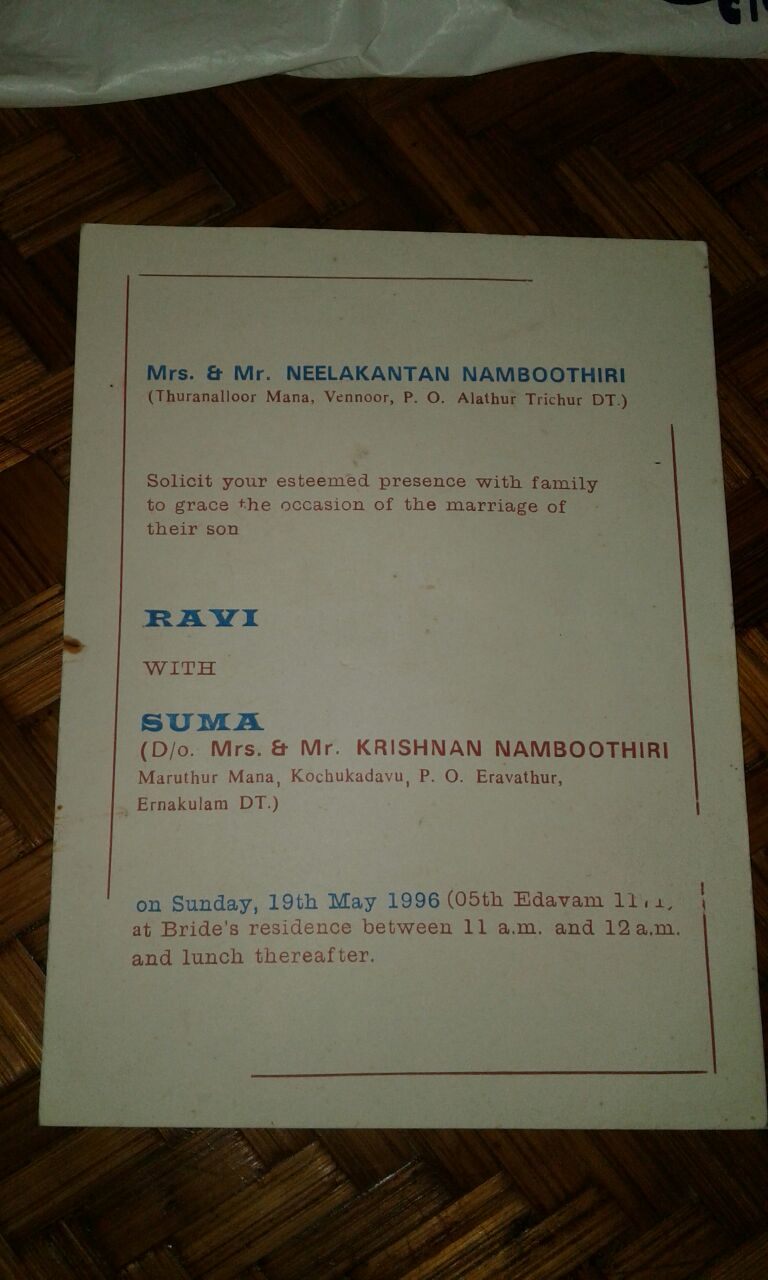 Mrs. & Mr. NEELAKANTAN NAMBOOTHIRI
(Thuranalloor Mana, Vennoor, P. O. Alathur Trichur DT.)
Solicit your esteemed presence with family
to grace the occasion of the marriage of
their son
RAVI
WITH
SUMA
(D/o. Mrs. & Mr. KRISHNAN NAMBOOTHIRI
Maruthur Mana, Kochukadavu, P. O. Eravathur,
Ernakulam DT.)
on Sunday, 19th May 1996 (05th Edavam
at Bride's residence between 11 a.m. and 12 a.m.
and lunch thereafter.